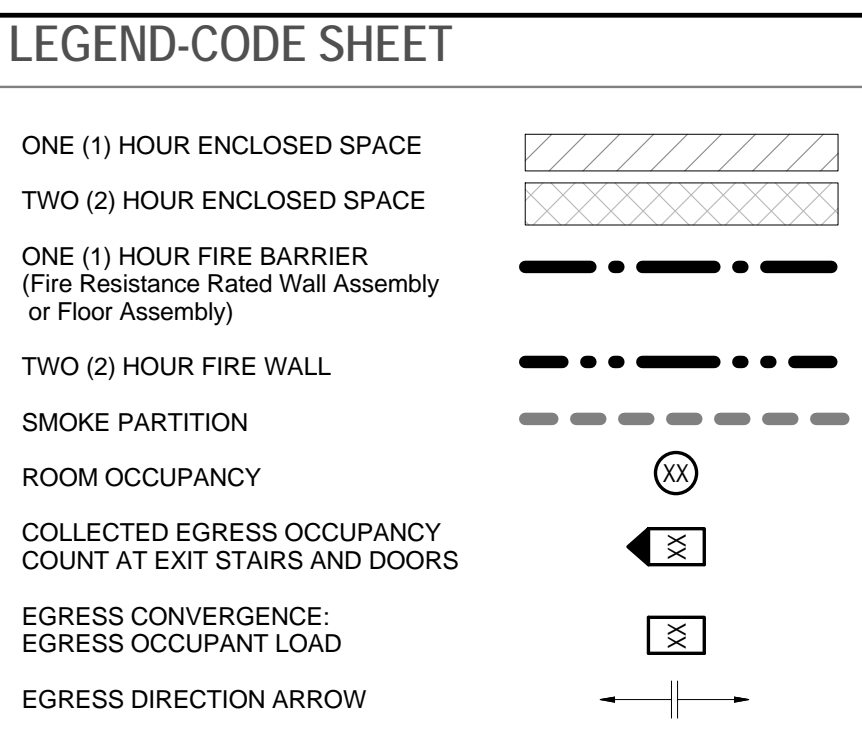 LEGEND-CODE SHEET
ONE (1) HOUR ENCLOSED SPACE
TWO (2) HOUR ENCLOSED SPACE
ONE (1) HOUR FIRE BARRIER
(Fire Resistance Rated Wall Assembly
or Floor Assembly)
TWO (2) HOUR FIRE WALL
SMOKE PARTITION
ROOM OCCUPANCY
XX
COLLECTED EGRESS OCCUPANCY
COUNT AT EXIT STAIRS AND DOORS
XX
EGRESS CONVERGENCE:
EGRESS OCCUPANT LOAD
XX
EGRESS DIRECTION ARROW